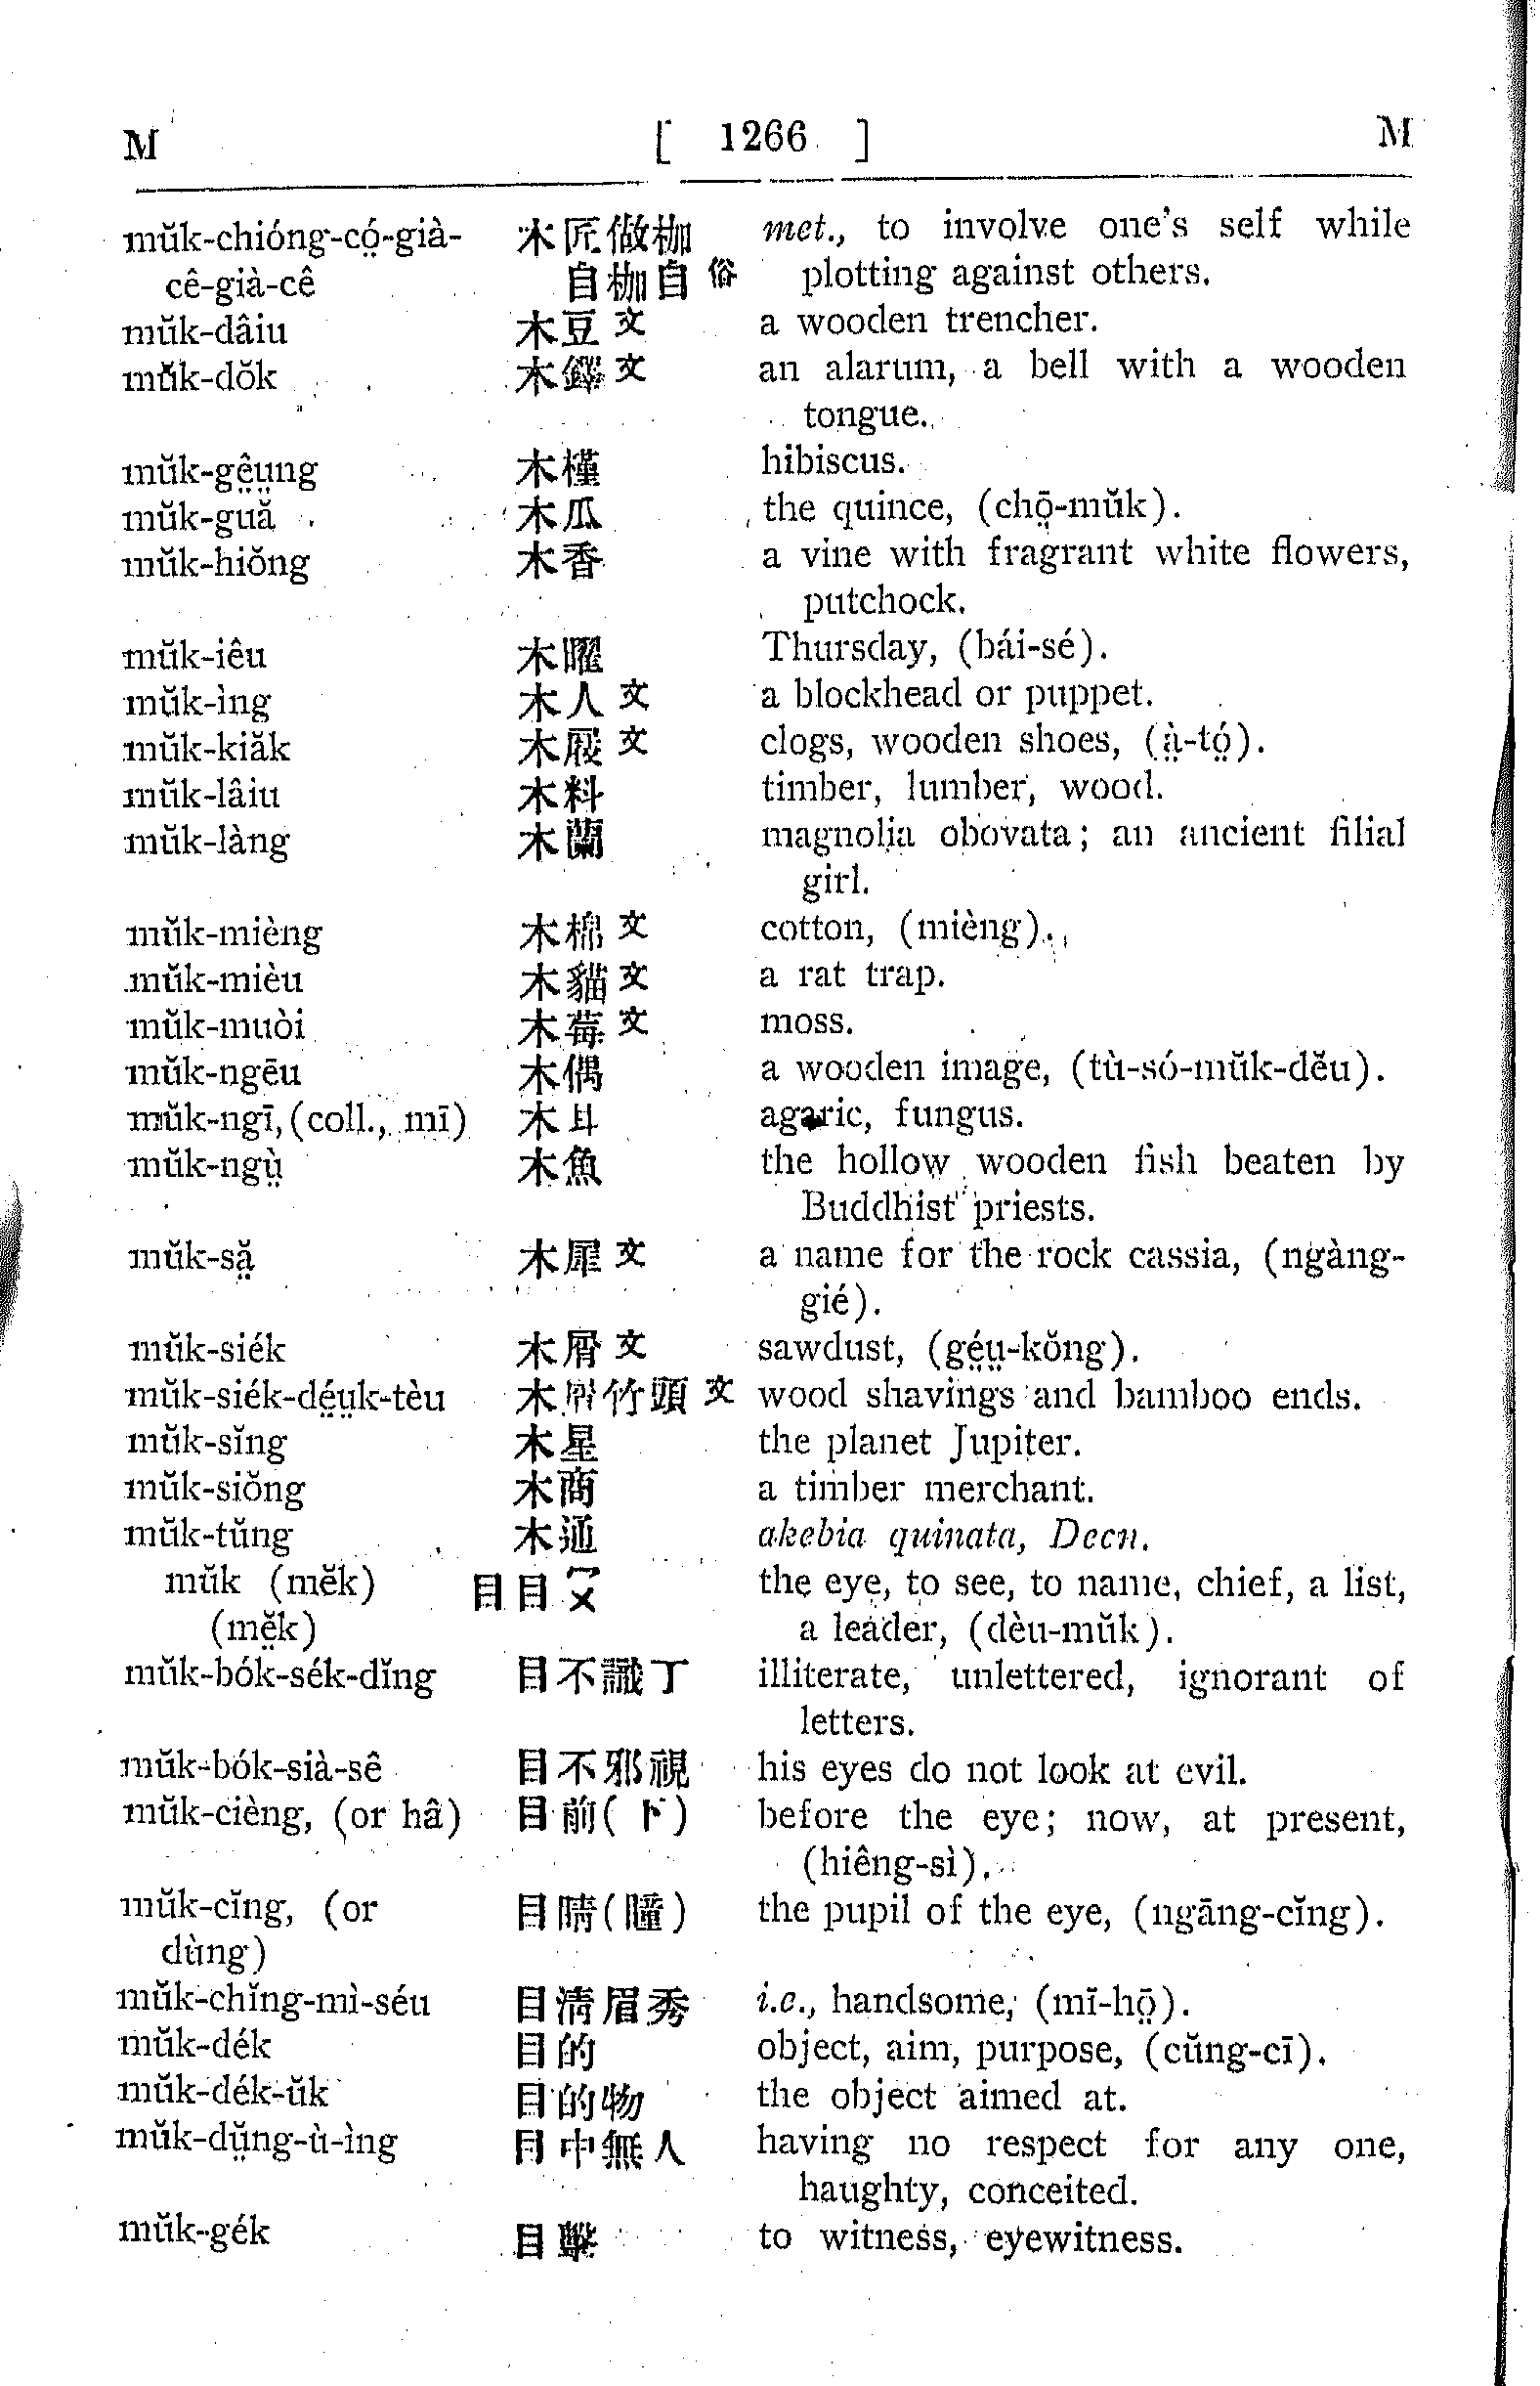 M [ 1266 ] M
mŭk-chióng-có̤-già- 木匠做枷 met., to involve one's self while
cê-già-cê 自枷自 俗 plotting against others.
mŭk-dâiu 木豆 文 a wooden trencher.
mŭk-dŏk 木鐸 文 an alarum, a bell with a wooden
tongue.
mŭk-gê̤ṳng 木槿 hibiscus.
mŭk-guă 木瓜 the quince, (chō̤-mŭk).
mŭk-hiŏng 木香 a vine with fragrant white flowers,
putchock.
mŭk-iêu 木曜 Thursday, (bái-sé).
mŭk-ìng 木人 文 a blockhead or puppet.
mŭk-kiăk 木屐 文 clogs, wooden shoes, (à̤-tó̤).
mŭk-lâiu 木料 timber, lumber, wood.
mŭk-làng 木蘭 magnolia obovata; an ancient filial
girl.
mŭk-mièng 木棉 文 cotton, (mièng).
mŭk-mièu 木貓 文 a rat trap.
mŭk-muòi 木莓 文 moss.
mŭk-ngēu 木偶 a wooden image, (tù-só-mŭk-dĕu).
mŭk-ngī, (coll., mī) 木耳 agaric, fungus.
mŭk-ngṳ̀ 木魚 the hollow wooden fish beaten by
Buddhist priests.
mŭk-să̤ 木犀 文 a name for the rock cassia, (ngàng-
gié).
mŭk-siék 木屑 文 sawdust, (gé̤ṳ-kŏng).
mŭk-siék-dé̤ṳk-tèu 木屑竹頭 文 wood shavings and bamboo ends.
mŭk-sĭng 木星 the planet Jupiter.
mŭk-siŏng 木商 a timber merchant.
mŭk-tŭng 木通 akebia quinata, Decn.
mŭk (mĕk) 目目 the eye, to see, to name, chief, a list,
(mĕ̤k) a leader, (dèu-mŭk).
mŭk-bók-sék-dĭng 目不識丁 illiterate, unlettered, ignorant of
letters.
mŭk-bók-sià-sê 目不邪視 his eyes do not look at evil.
mŭk-cièng, (or hâ) 目前(下) before the eye; now, at present,
(hiêng-sì).
mŭk-cĭng, (or 目睛(瞳) the pupil of the eye, (ngāng-cĭng).
dùng)
mŭk-chĭng-mì-séu 目清眉秀 i.e., handsome, (mī-hō̤).
mŭk-dék 目的 object, aim, purpose, (cŭng-cī).
mŭk-dék-ŭk 目的物 the object aimed at.
mŭk-dṳ̆ng-ù-ìng 目中無人 having no respect for any one,
haughty, conceited.
mŭk-gék 目擊 to witness, eyewitness.